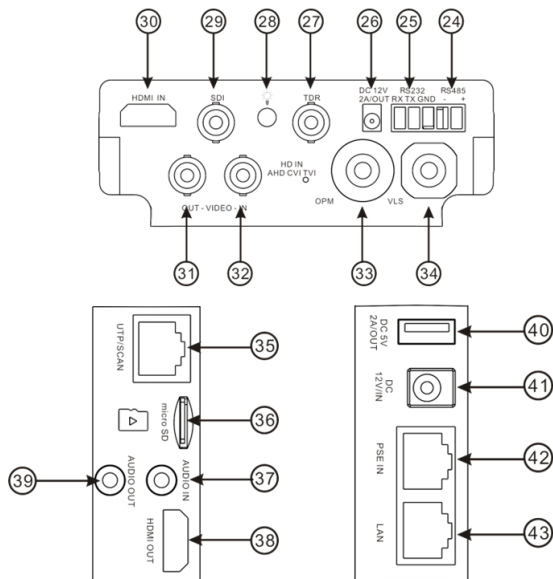 30 29 28 27 26 25 24
HDMI IN
SDI
TDR
DC 12V
2A/OUT
RS232
RX TX GND
RS485
- +
HD IN
AHD CVI TVI
OUT - VIDEO - IN
OPM
VLS
31 32 33 34
UTP/SCAN
35
micro SD
36
AUDIO IN
37
AUDIO OUT
39
HDMI OUT
38
DC 5V
2A/OUT
40
DC
12V/IN
41
PSE IN
42
LAN
43